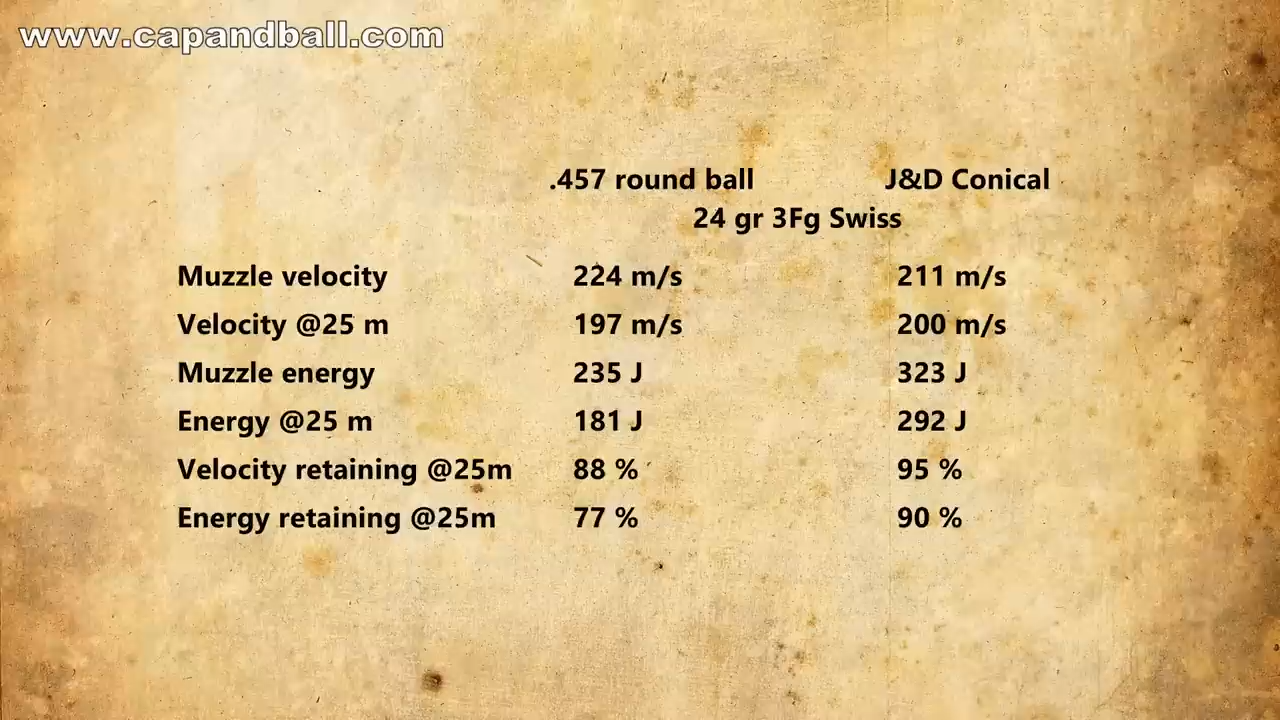 www.capandball.com
.457 round ball J&D Conical
24 gr 3Fg Swiss
Muzzle velocity 224 m/s 211 m/s
Velocity @25 m 197 m/s 200 m/s
Muzzle energy 235 J 323 J
Energy @25 m 181 J 292 J
Velocity retaining @25m 88 % 95 %
Energy retaining @25m 77 % 90 %